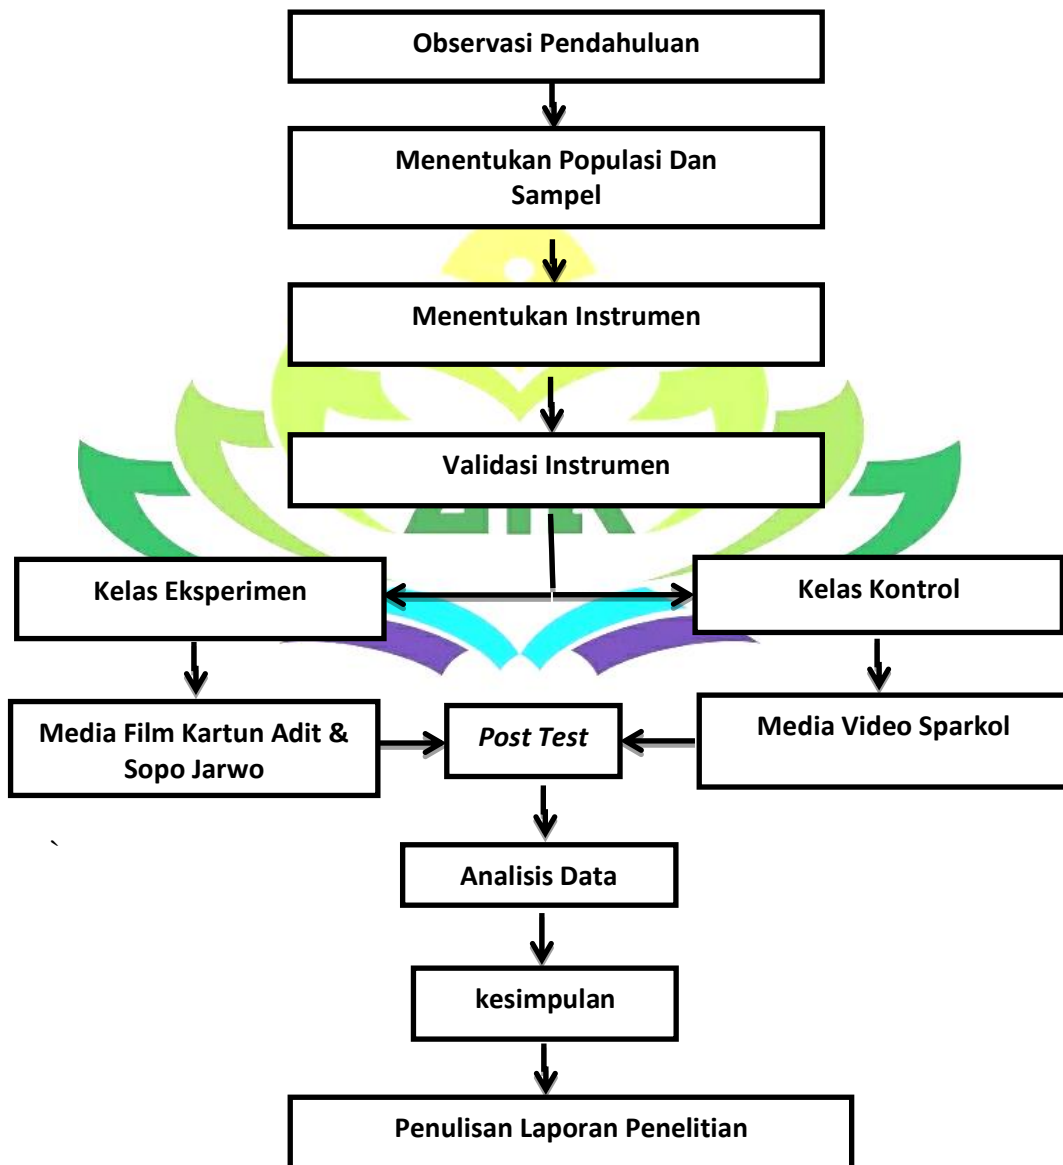 Observasi Pendahuluan
Menentukan Populasi Dan
Sampel
Menentukan Instrumen
Validasi Instrumen
Kelas Eksperimen
Kelas Kontrol
Media Film Kartun Adit &
Sopo Jarwo
Post Test
Media Video Sparkol
`
Analisis Data
kesimpulan
Penulisan Laporan Penelitian